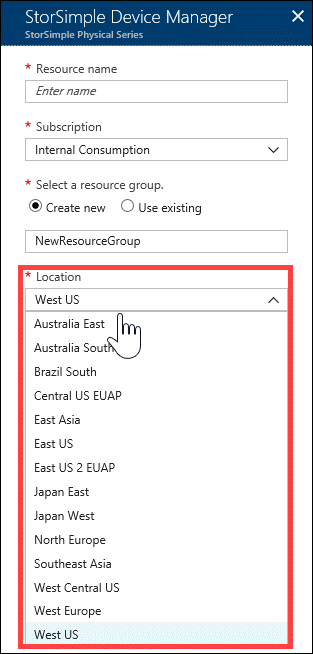 StorSimple Device Manager
StorSimple Physical Series
* Resource name
Enter name
* Subscription
Internal Consumption
* Select a resource group.
Create new Use existing
NewResourceGroup
* Location
West US
Australia East
Australia South
Brazil South
Central US EUAP
East Asia
East US
East US 2 EUAP
Japan East
Japan West
North Europe
Southeast Asia
West Central US
West Europe
West US